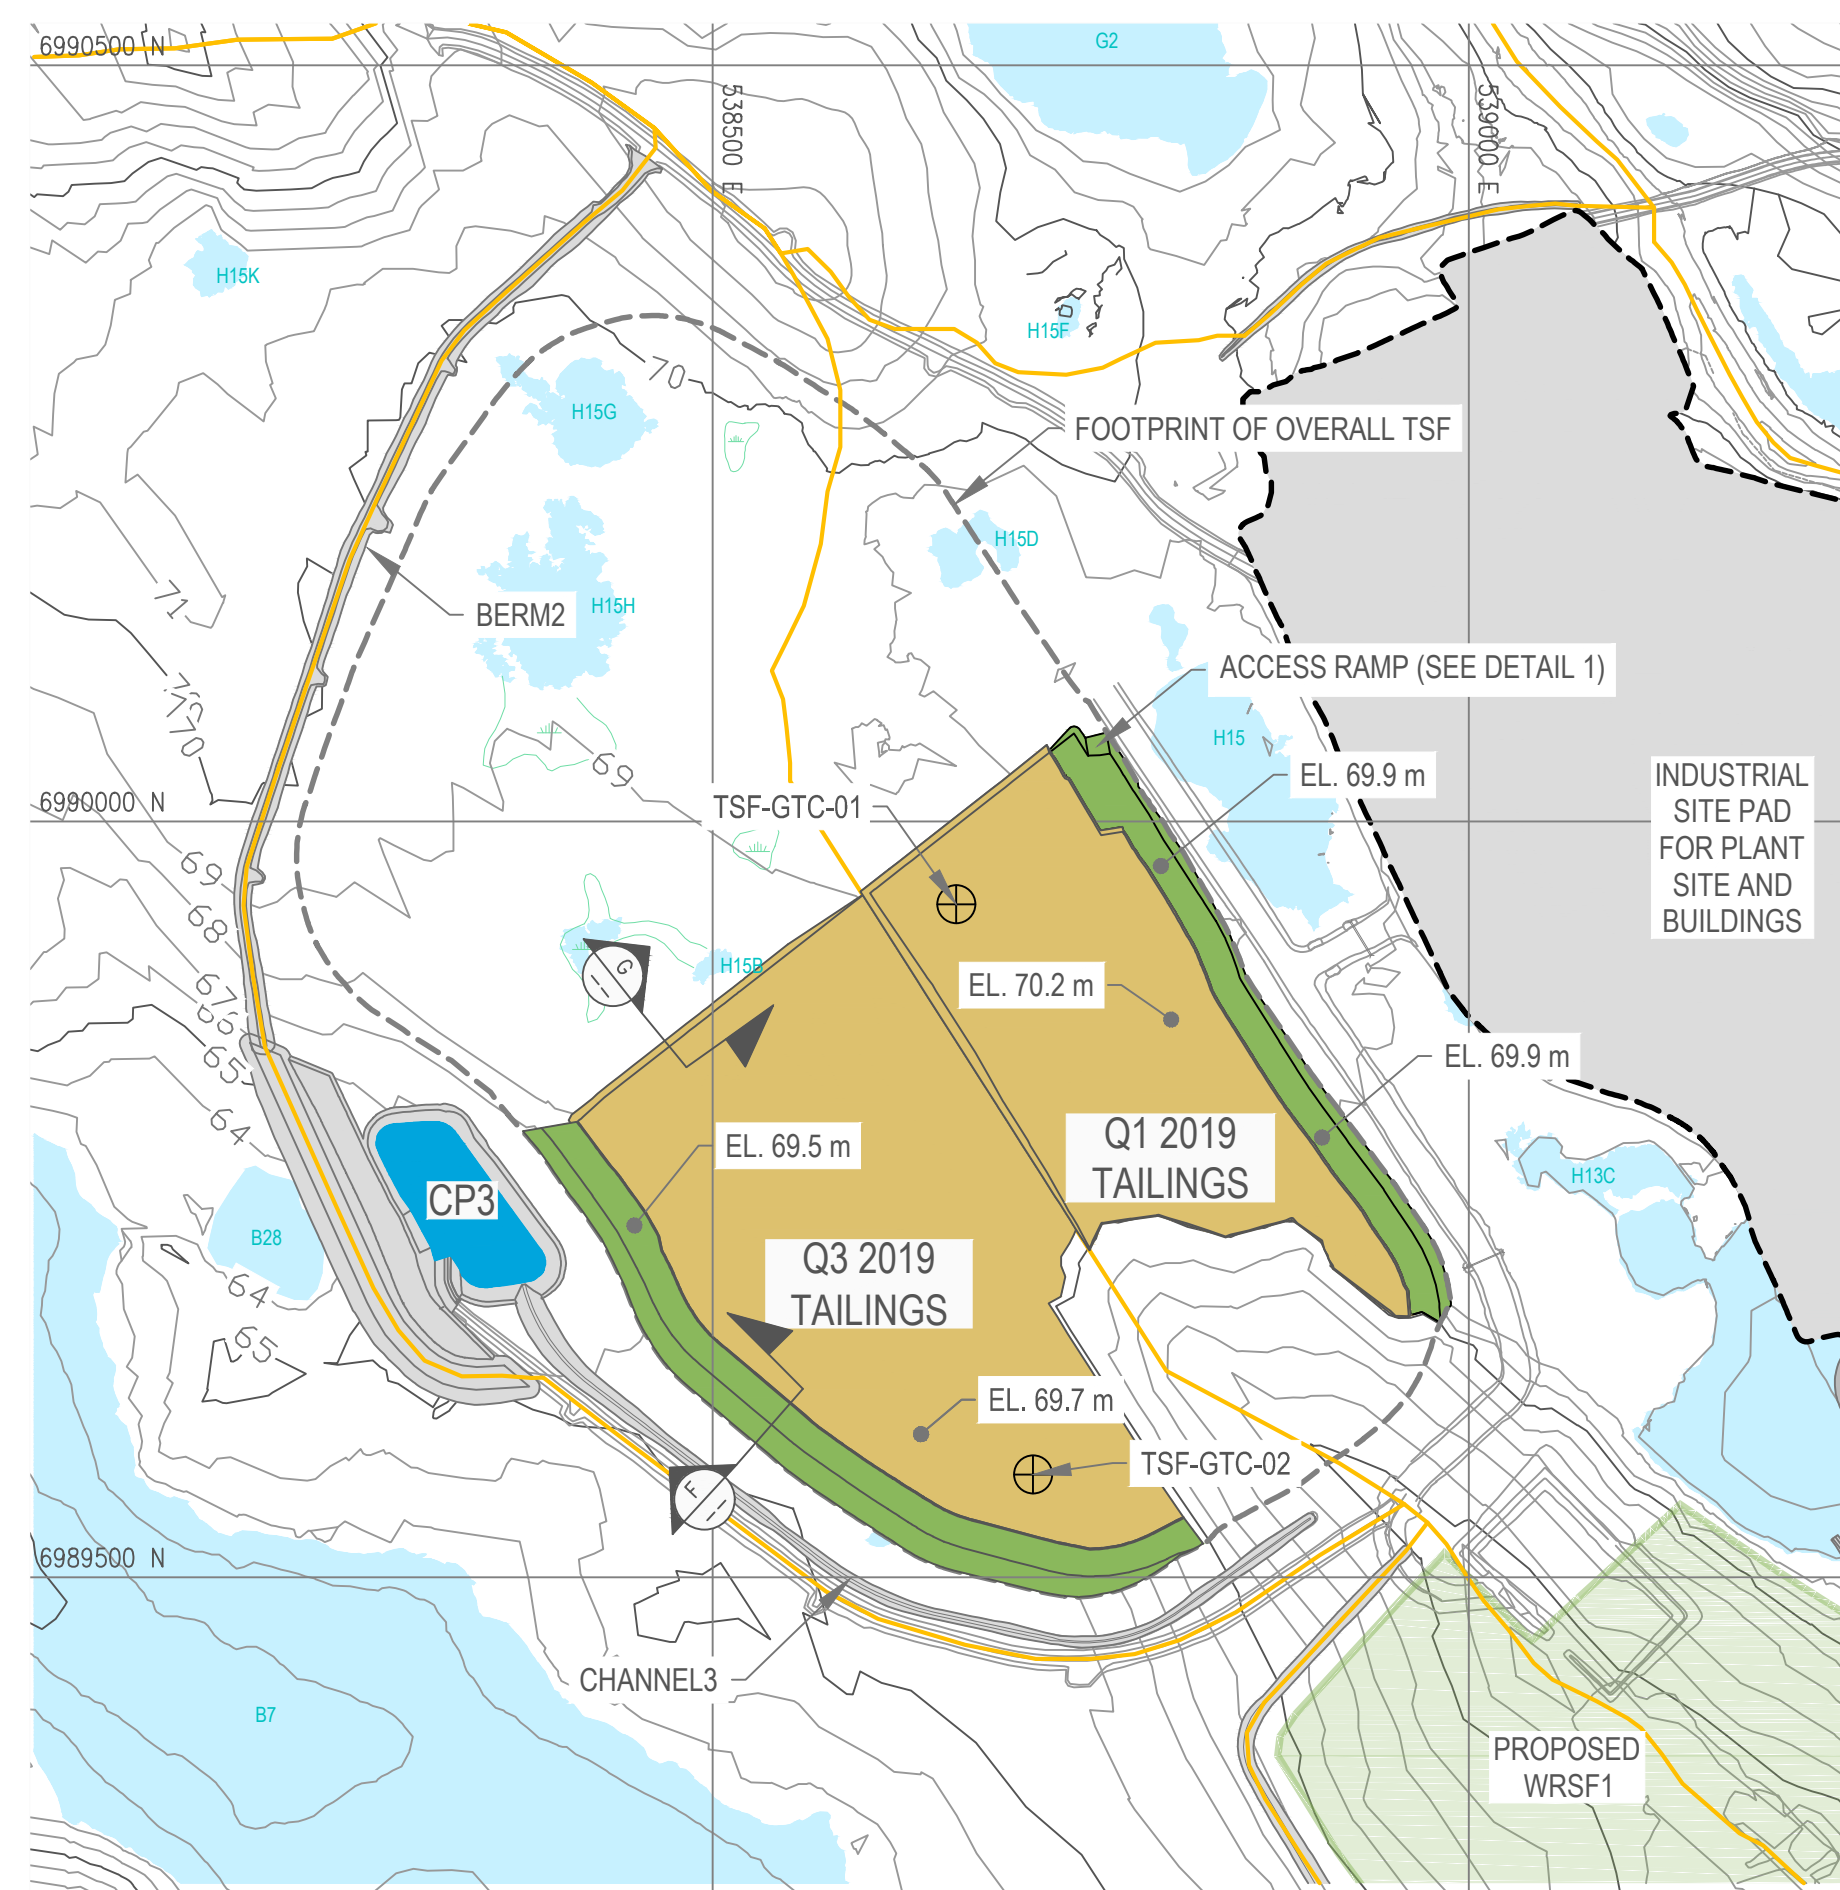 6990500 N
G2
538500 E
539000 E
H15K
H15F
70
H15G
FOOTPRINT OF OVERALL TSF
H15D
71
H15H
BERM2
ACCESS RAMP (SEE DETAIL 1)
70
H15
69
EL. 69.9 m
INDUSTRIAL
SITE PAD
FOR PLANT
SITE AND
BUILDINGS
6990000 N
TSF-GTC-01
69
68
H15B
G
EL. 70.2 m
67
66
65
EL. 69.9 m
64
Q1 2019
TAILINGS
EL. 69.5 m
H13C
CP3
B28
Q3 2019
TAILINGS
64
65
EL. 69.7 m
TSF-GTC-02
F
6989500 N
CHANNEL3
B7
PROPOSED
WRSF1